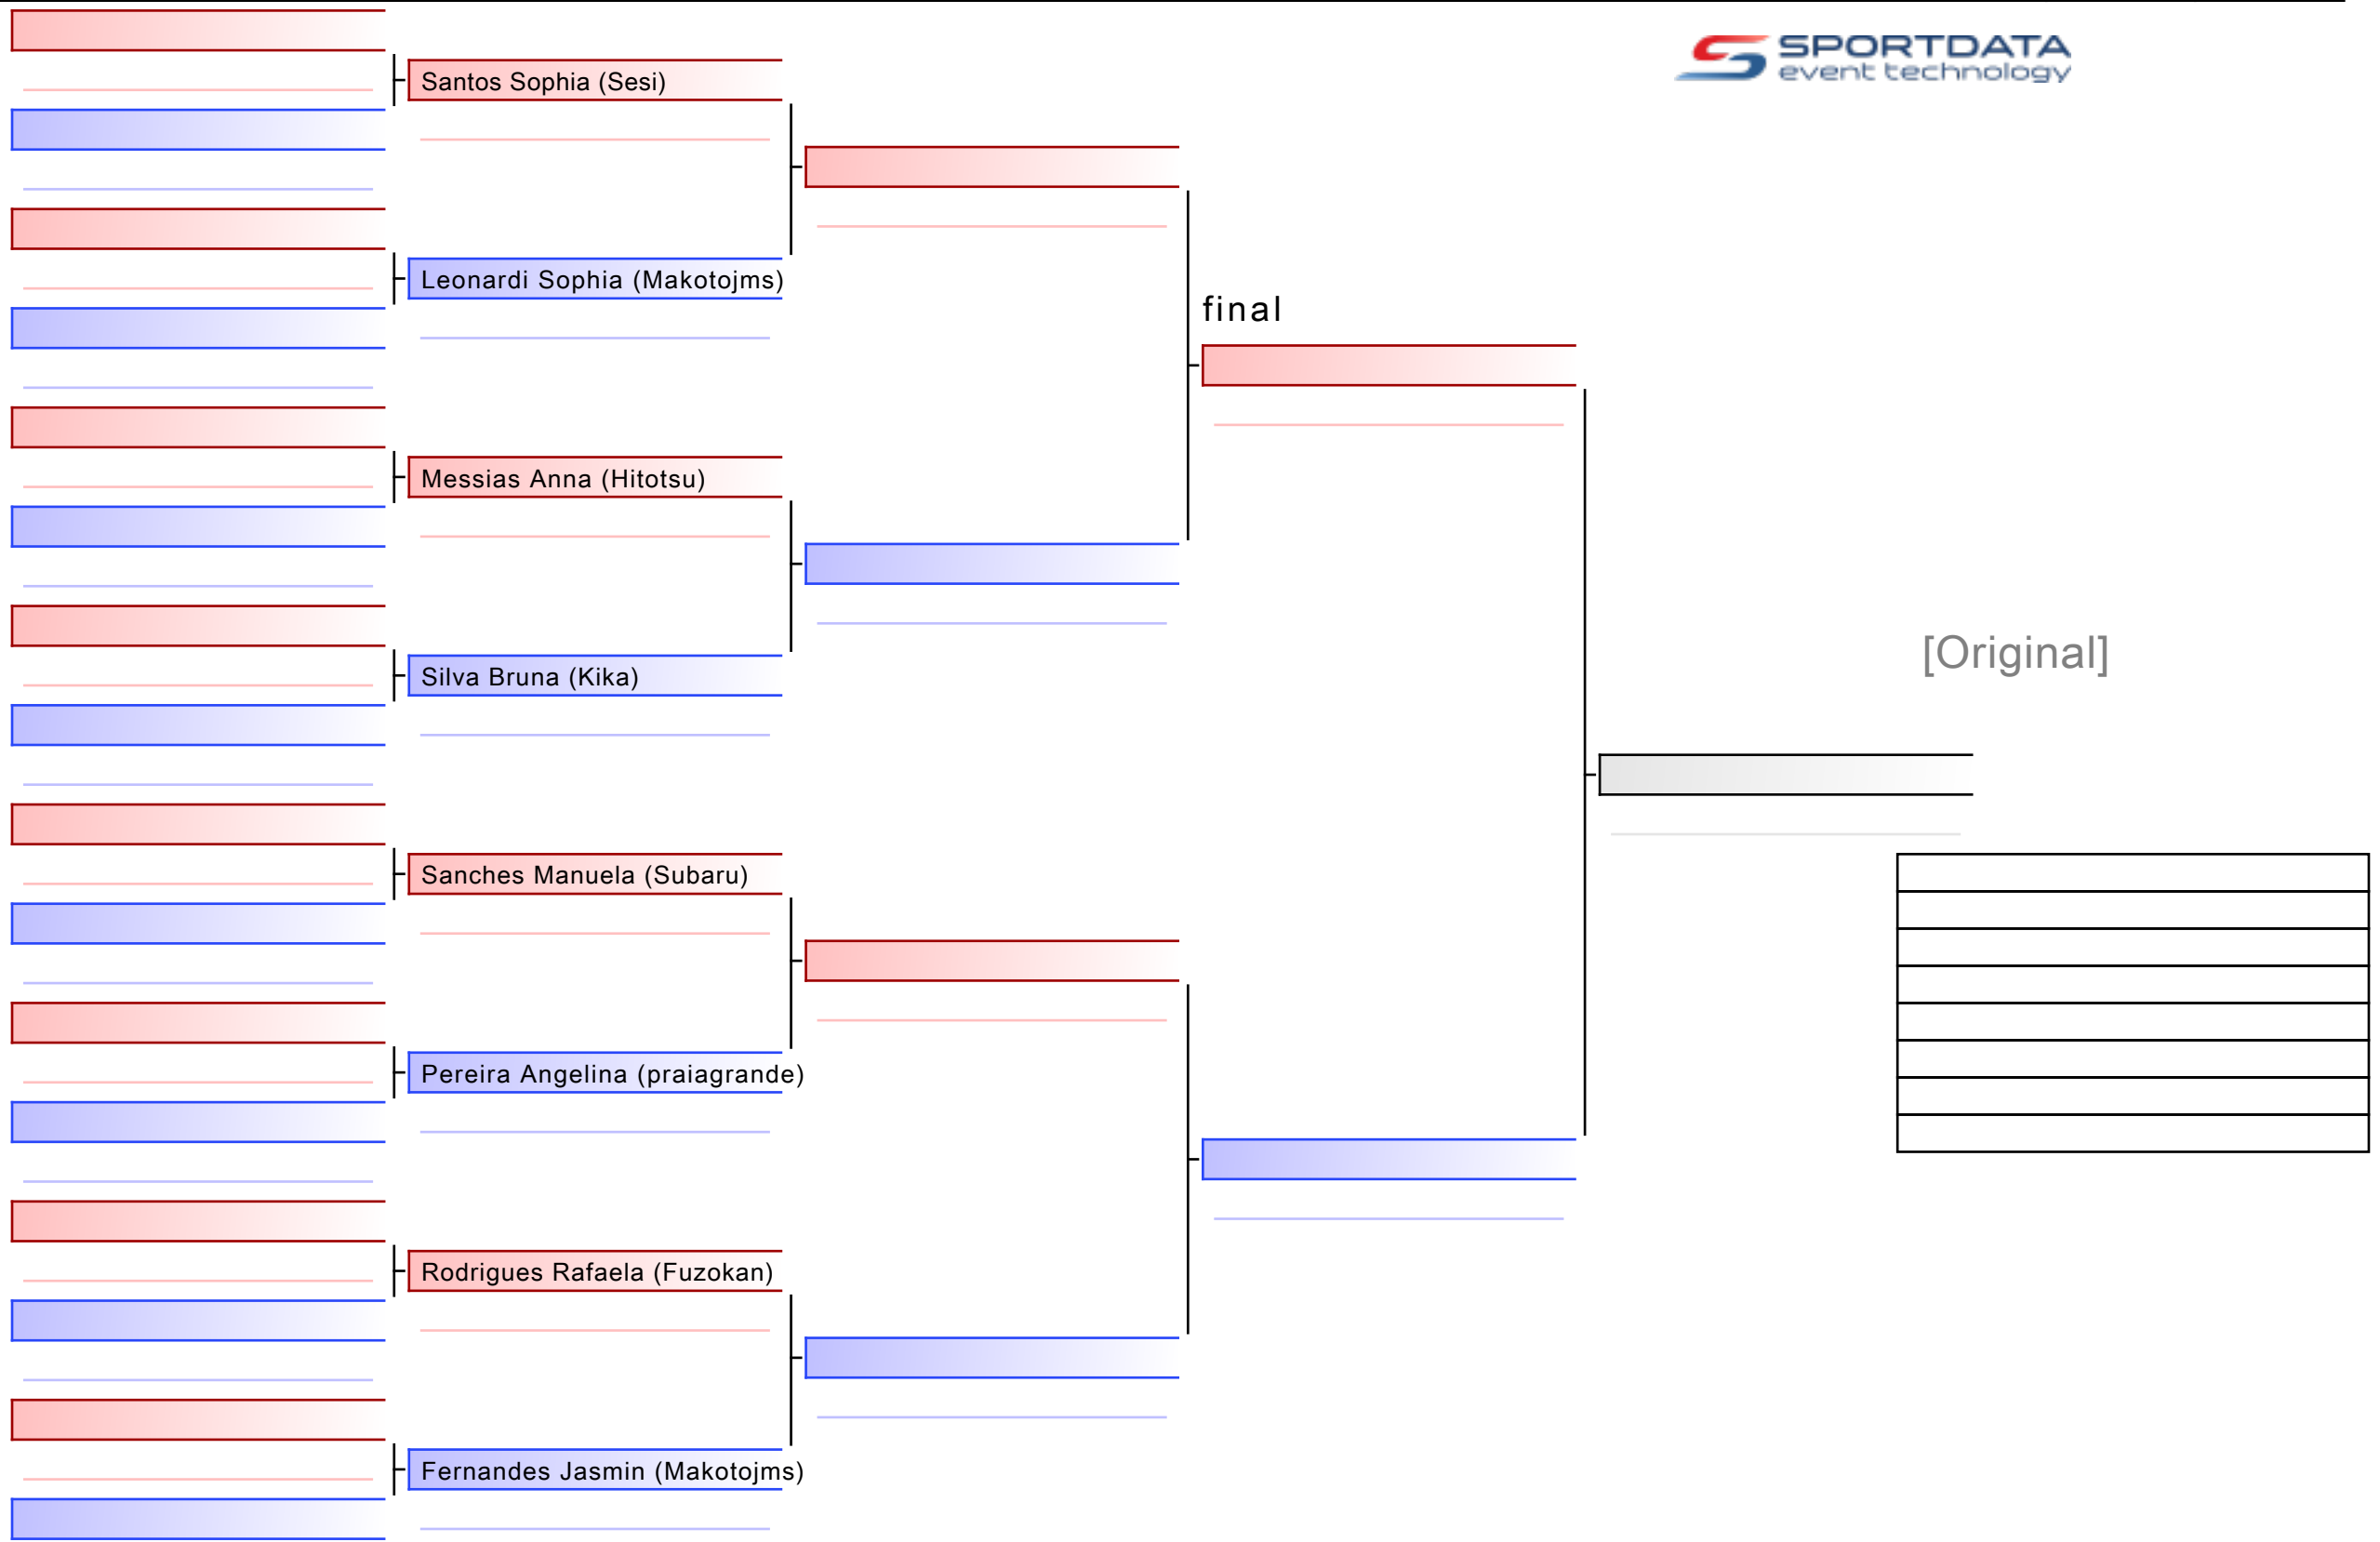 SPORTDATA
event technology
Santos Sophia (Sesi)
Leonardi Sophia (Makotojms)
final
Messias Anna (Hitotsu)
[Original]
Silva Bruna (Kika)
Sanches Manuela (Subaru)
Pereira Angelina (praiagrande)
Rodrigues Rafaela (Fuzokan)
Fernandes Jasmin (Makotojms)